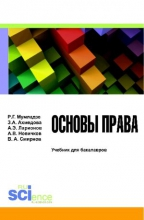 Р.Г. Мумладзе
З.А. Ахмедова
А.Э. Ларионов
А.В. Новичков
В.А. Смирнов
ОСНОВЫ ПРАВА
Учебник для бакалавров
SCIence